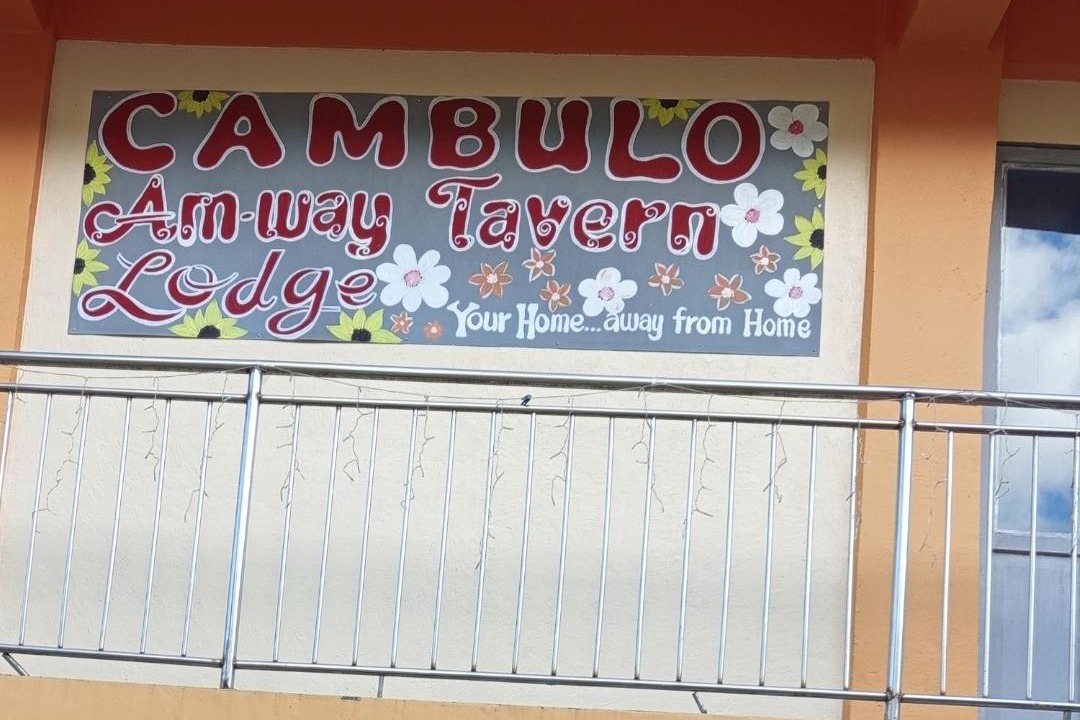 CAMBULO
Am-way Tavern
Lodge
Your Home...away from Home